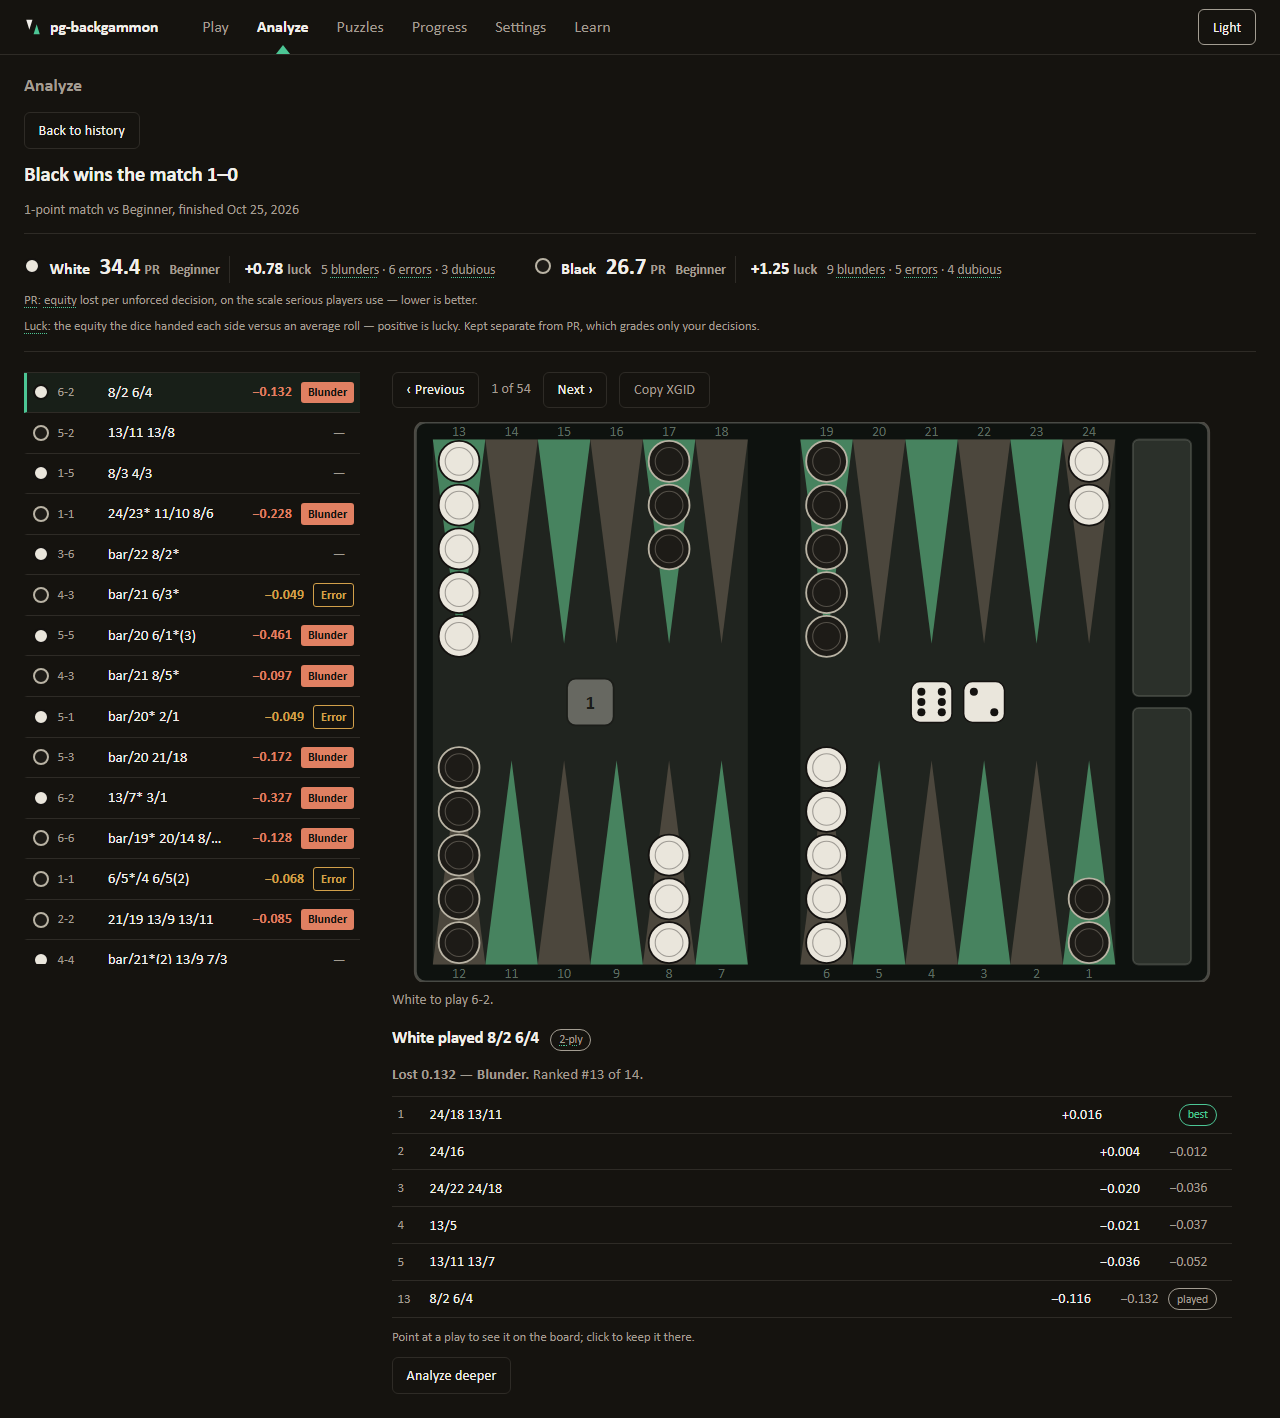 pg-backgammon Play Analyze Puzzles Progress Settings Learn Light
Analyze
Back to history
Black wins the match 1–0
1-point match vs Beginner, finished Oct 25, 2026
White 34.4 PR Beginner +0.78 luck 5 blunders · 6 errors · 3 dubious Black 26.7 PR Beginner +1.25 luck 9 blunders · 5 errors · 4 dubious
PR: equity lost per unforced decision, on the scale serious players use — lower is better.
Luck: the equity the dice handed each side versus an average roll — positive is lucky. Kept separate from PR, which grades only your decisions.
6-2 8/2 6/4 −0.132 Blunder
5-2 13/11 13/8 —
1-5 8/3 4/3 —
1-1 24/23* 11/10 8/6 −0.228 Blunder
3-6 bar/22 8/2* —
4-3 bar/21 6/3* −0.049 Error
5-5 bar/20 6/1*(3) −0.461 Blunder
4-3 bar/21 8/5* −0.097 Blunder
5-1 bar/20* 2/1 −0.049 Error
5-3 bar/20 21/18 −0.172 Blunder
6-2 13/7* 3/1 −0.327 Blunder
6-6 bar/19* 20/14 8/... −0.128 Blunder
1-1 6/5*/4 6/5(2) −0.068 Error
2-2 21/19 13/9 13/11 −0.085 Blunder
4-4 bar/21*(2) 13/9 7/3 —
‹ Previous 1 of 54 Next › Copy XGID
13 14 15 16 17 18 19 20 21 22 23 24
1
12 11 10 9 8 7 6 5 4 3 2 1
White to play 6-2.
White played 8/2 6/4 2-ply
Lost 0.132 — Blunder. Ranked #13 of 14.
1 24/18 13/11 +0.016 best
2 24/16 +0.004 −0.012
3 24/22 24/18 −0.020 −0.036
4 13/5 −0.021 −0.037
5 13/11 13/7 −0.036 −0.052
13 8/2 6/4 −0.116 −0.132 played
Point at a play to see it on the board; click to keep it there.
Analyze deeper